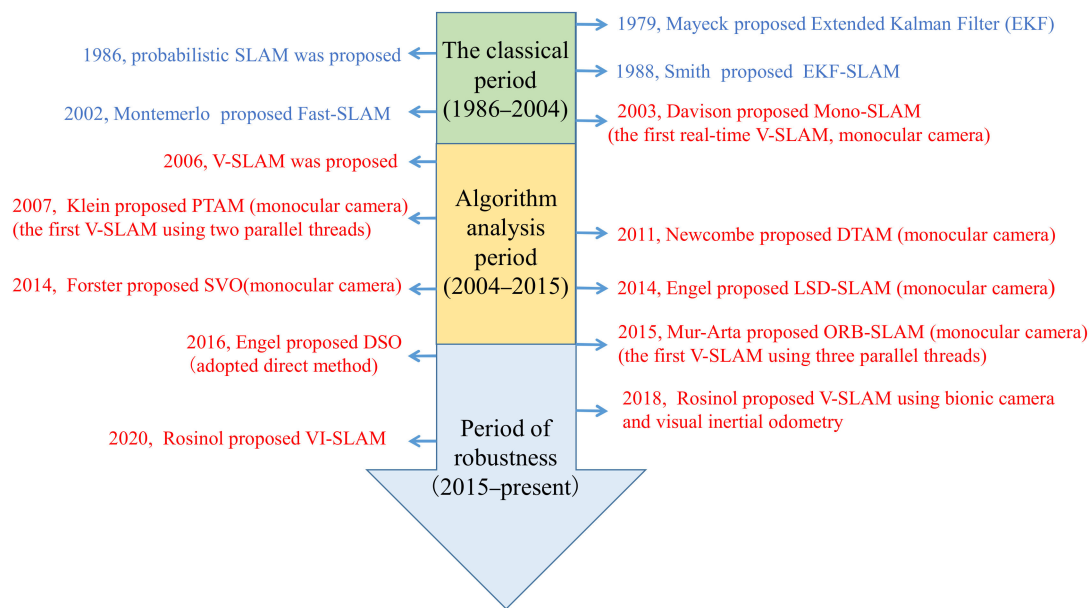 1979, Mayeck proposed Extended Kalman Filter (EKF)
1986, probabilistic SLAM was proposed
The classical
period
(1986–2004)
1988, Smith proposed EKF-SLAM
2002, Montemerlo proposed Fast-SLAM
2003, Davison proposed Mono-SLAM
(the first real-time V-SLAM, monocular camera)
2006, V-SLAM was proposed
2007, Klein proposed PTAM (monocular camera)
(the first V-SLAM using two parallel threads)
Algorithm
analysis
period
(2004–2015)
2011, Newcombe proposed DTAM (monocular camera)
2014, Forster proposed SVO(monocular camera)
2014, Engel proposed LSD-SLAM (monocular camera)
2015, Mur-Arta proposed ORB-SLAM (monocular camera)
(the first V-SLAM using three parallel threads)
2016, Engel proposed DSO
(adopted direct method)
2018, Rosinol proposed V-SLAM using bionic camera
and visual inertial odometry
2020, Rosinol proposed VI-SLAM
Period of
robustness
(2015–present)